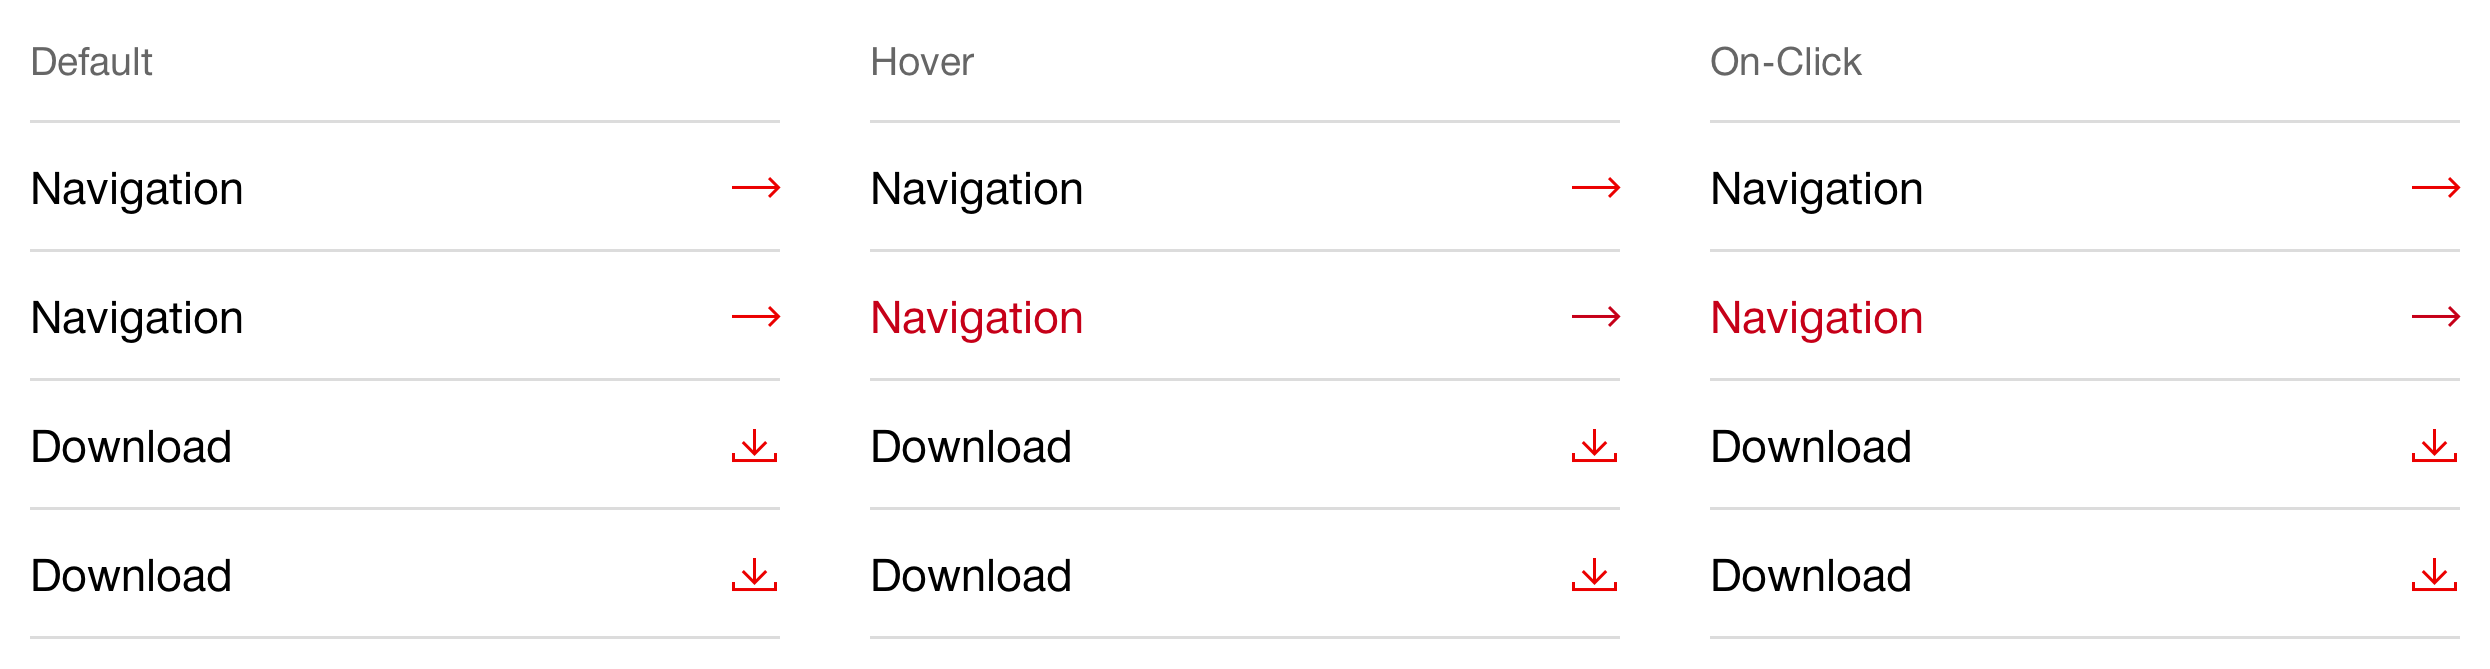 Default Hover On-Click
Navigation Navigation Navigation
Navigation Navigation Navigation
Download Download Download
Download Download Download